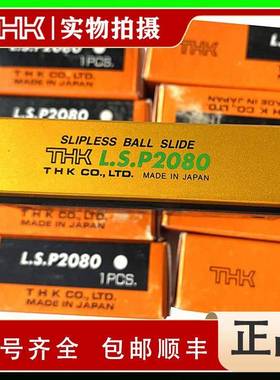 THK 实物拍摄
1PCS.
THK CO., LTD.
MADE IN JAPAN
SLIPLESS BALL SLIDE
THK L.S.P2080
THK CO., LTD. MADE IN JAPAN
L.S.P2080
1PCS.
THK
THK CO., LTD.
MADE IN JAPAN
号齐全 包邮顺丰 正